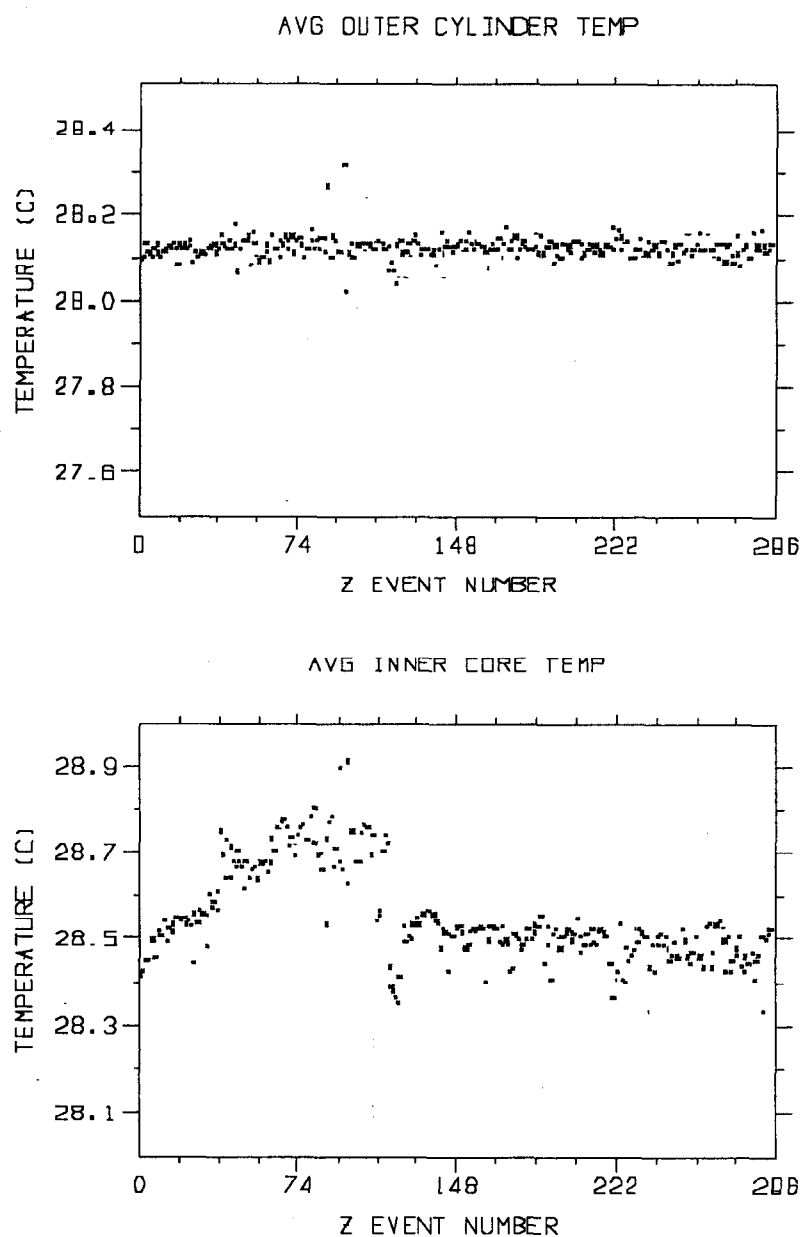 AVG OUTER CYLINDER TEMP
28.4
28.2
28.0
27.8
27.6
TEMPERATURE (C)
0 74 148 222
Z EVENT NUMBER
AVG INNER CORE TEMP
28.9
28.7
28.5
28.3
28.1
TEMPERATURE (C)
0 74 148 222
Z EVENT NUMBER